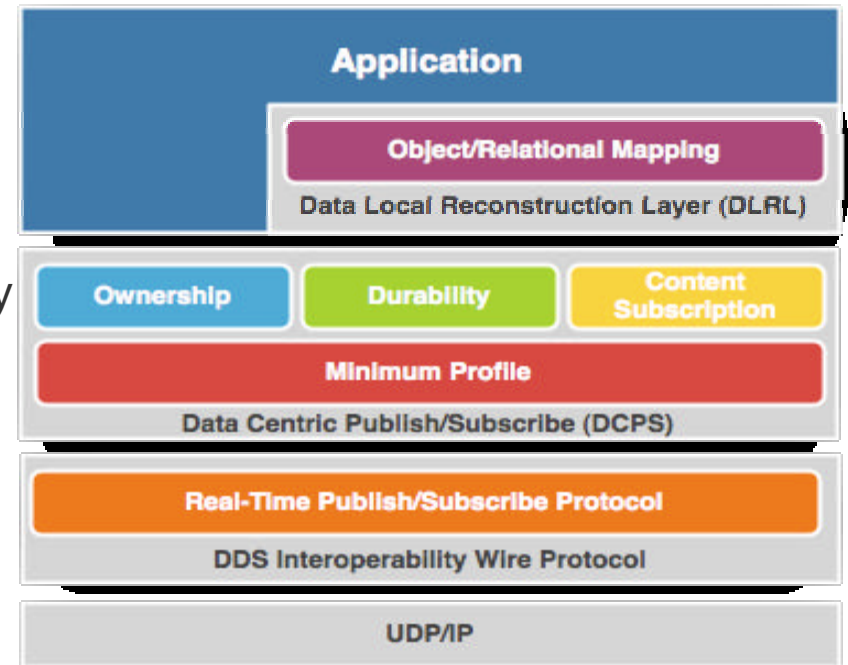 Application
Object/Relational Mapping
Data Local Reconstruction Layer (DLRL)
y
Ownership
Durability
Content
Subscription
Minimum Profile
Data Centric Publish/Subscribe (DCPS)
Real-Time Publish/Subscribe Protocol
DDS Interoperability Wire Protocol
UDP/IP